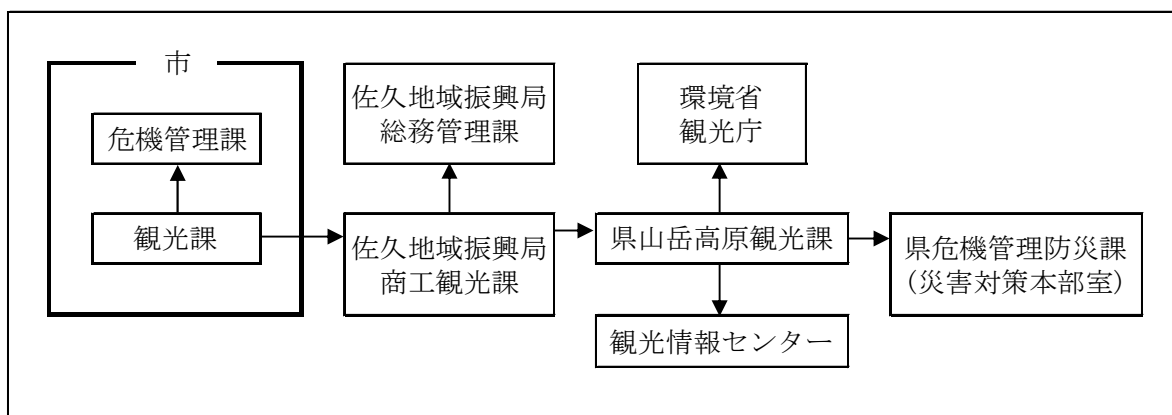 市
危機管理課
観光課
佐久地域振興局
総務管理課
佐久地域振興局
商工観光課
環境省
観光庁
県山岳高原観光課
観光情報センター
県危機管理防災課
（災害対策本部室）